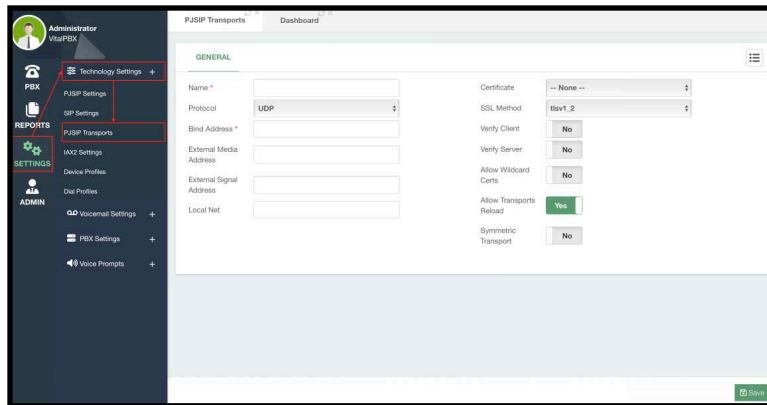 Administrator
VitalPBX
PBX
REPORTS
SETTINGS
ADMIN
Technology Settings +
PJSIP Settings
SIP Settings
PJSIP Transports
IAX2 Settings
Device Profiles
Dial Profiles
Voicemail Settings +
PBX Settings +
Voice Prompts +
PJSIP Transports
Dashboard
GENERAL
Name *
Protocol UDP
Bind Address *
External Media
Address
External Signal
Address
Local Net
Certificate -- None --
SSL Method tlsv1_2
Verify Client No
Verify Server No
Allow Wildcard
Certs No
Allow Transports
Reload Yes
Symmetric
Transport No
Save